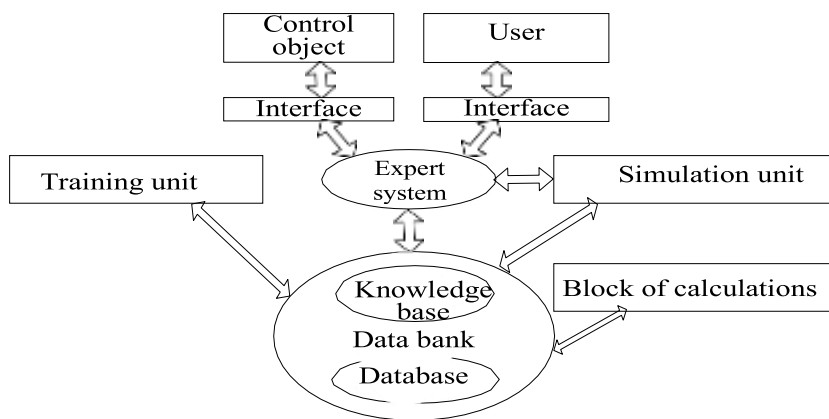 Control
object
User
Interface
Interface
Training unit
Expert
system
Simulation unit
Knowledge
base
Block of calculations
Data bank
Database